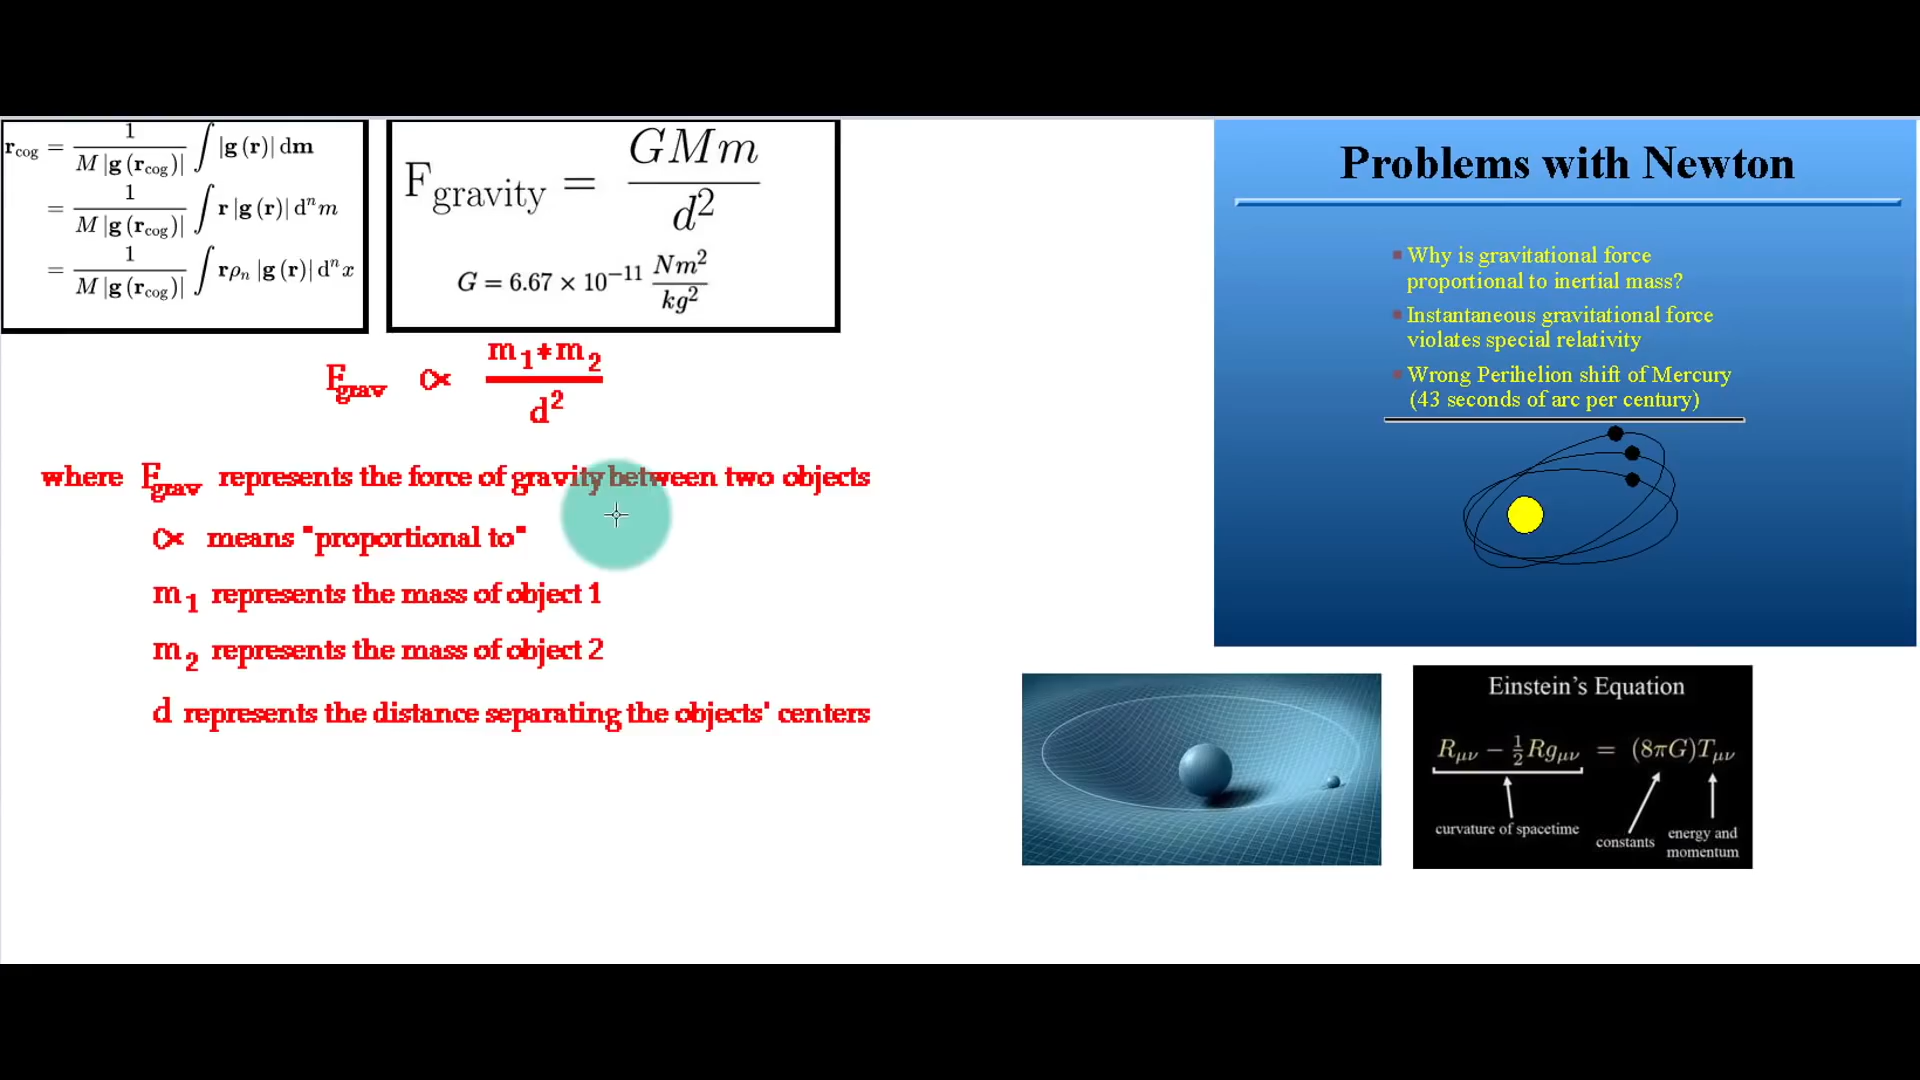 r_cog = 1 / M |g (r_cog)| ∫ |g (r)| dm
= 1 / M |g (r_cog)| ∫ r |g (r)| dⁿ m
= 1 / M |g (r_cog)| ∫ rρₙ |g (r)| dⁿ x
F_gravity = GMm / d²
G = 6.67 × 10⁻¹¹ Nm² / kg²
F_grav ∝ m₁*m₂ / d²
where F_grav represents the force of gravity between two objects
∝ means "proportional to"
m₁ represents the mass of object 1
m₂ represents the mass of object 2
d represents the distance separating the objects' centers
Problems with Newton
Why is gravitational force
proportional to inertial mass?
Instantaneous gravitational force
violates special relativity
Wrong Perihelion shift of Mercury
(43 seconds of arc per century)
Einstein's Equation
R_μν − ½ Rg_μν = (8πG)T_μν
curvature of spacetime
constants
energy and
momentum